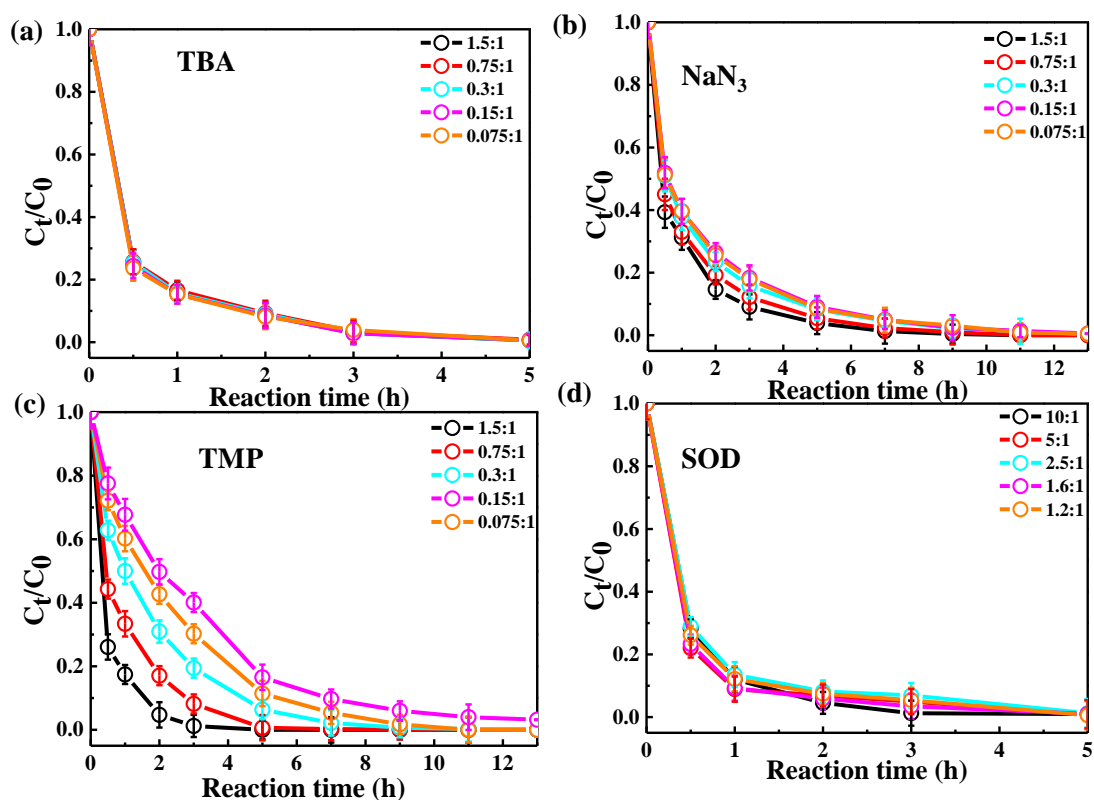 (a)
TBA
1.5:1
0.75:1
0.3:1
0.15:1
0.075:1
Ct/C0
1.0
0.8
0.6
0.4
0.2
0.0
0 1 2 3 4 5
Reaction time (h)
(b)
NaN3
1.5:1
0.75:1
0.3:1
0.15:1
0.075:1
Ct/C0
1.0
0.8
0.6
0.4
0.2
0.0
0 2 4 6 8 10 12
Reaction time (h)
(c)
TMP
1.5:1
0.75:1
0.3:1
0.15:1
0.075:1
Ct/C0
1.0
0.8
0.6
0.4
0.2
0.0
0 2 4 6 8 10 12
Reaction time (h)
(d)
SOD
10:1
5:1
2.5:1
1.6:1
1.2:1
Ct/C0
1.0
0.8
0.6
0.4
0.2
0.0
0 1 2 3 4 5
Reaction time (h)